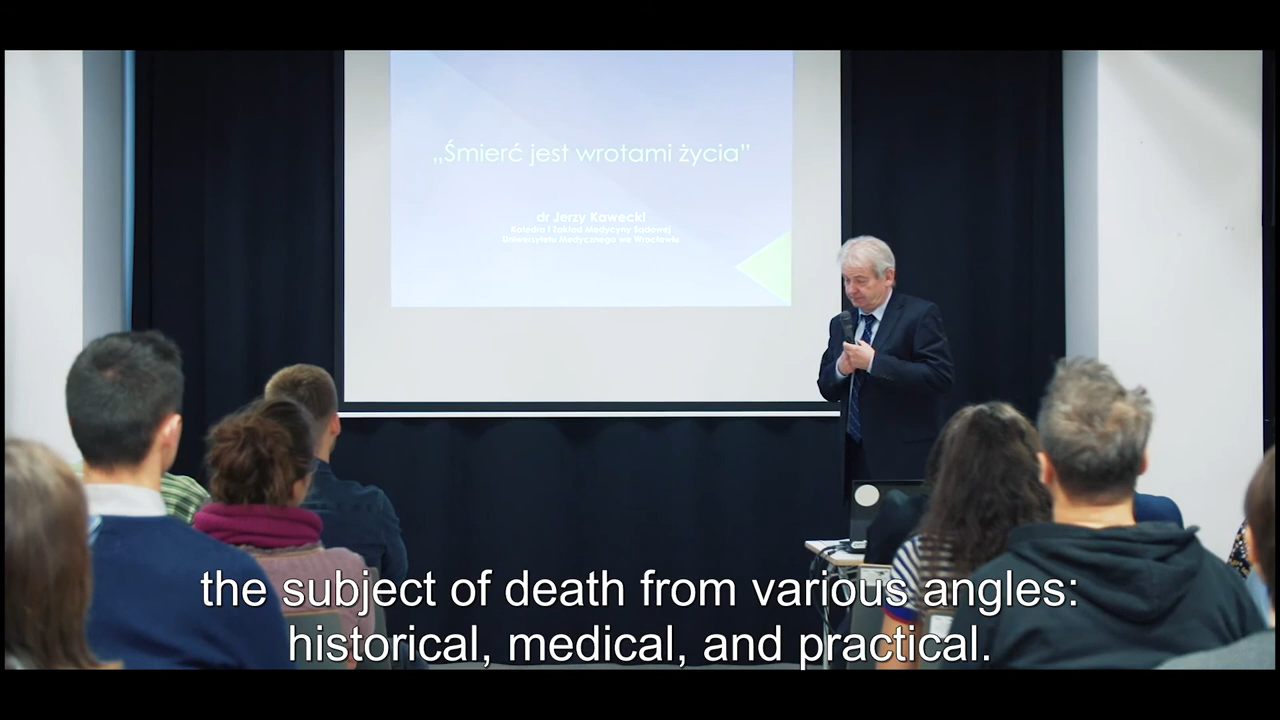 „Śmierć jest wrotami życia”
dr Jerzy Kawecki
Katedra i Zakład Medycyny Sądowej
Uniwersytetu Medycznego we Wrocławiu
the subject of death from various angles:
historical, medical, and practical.